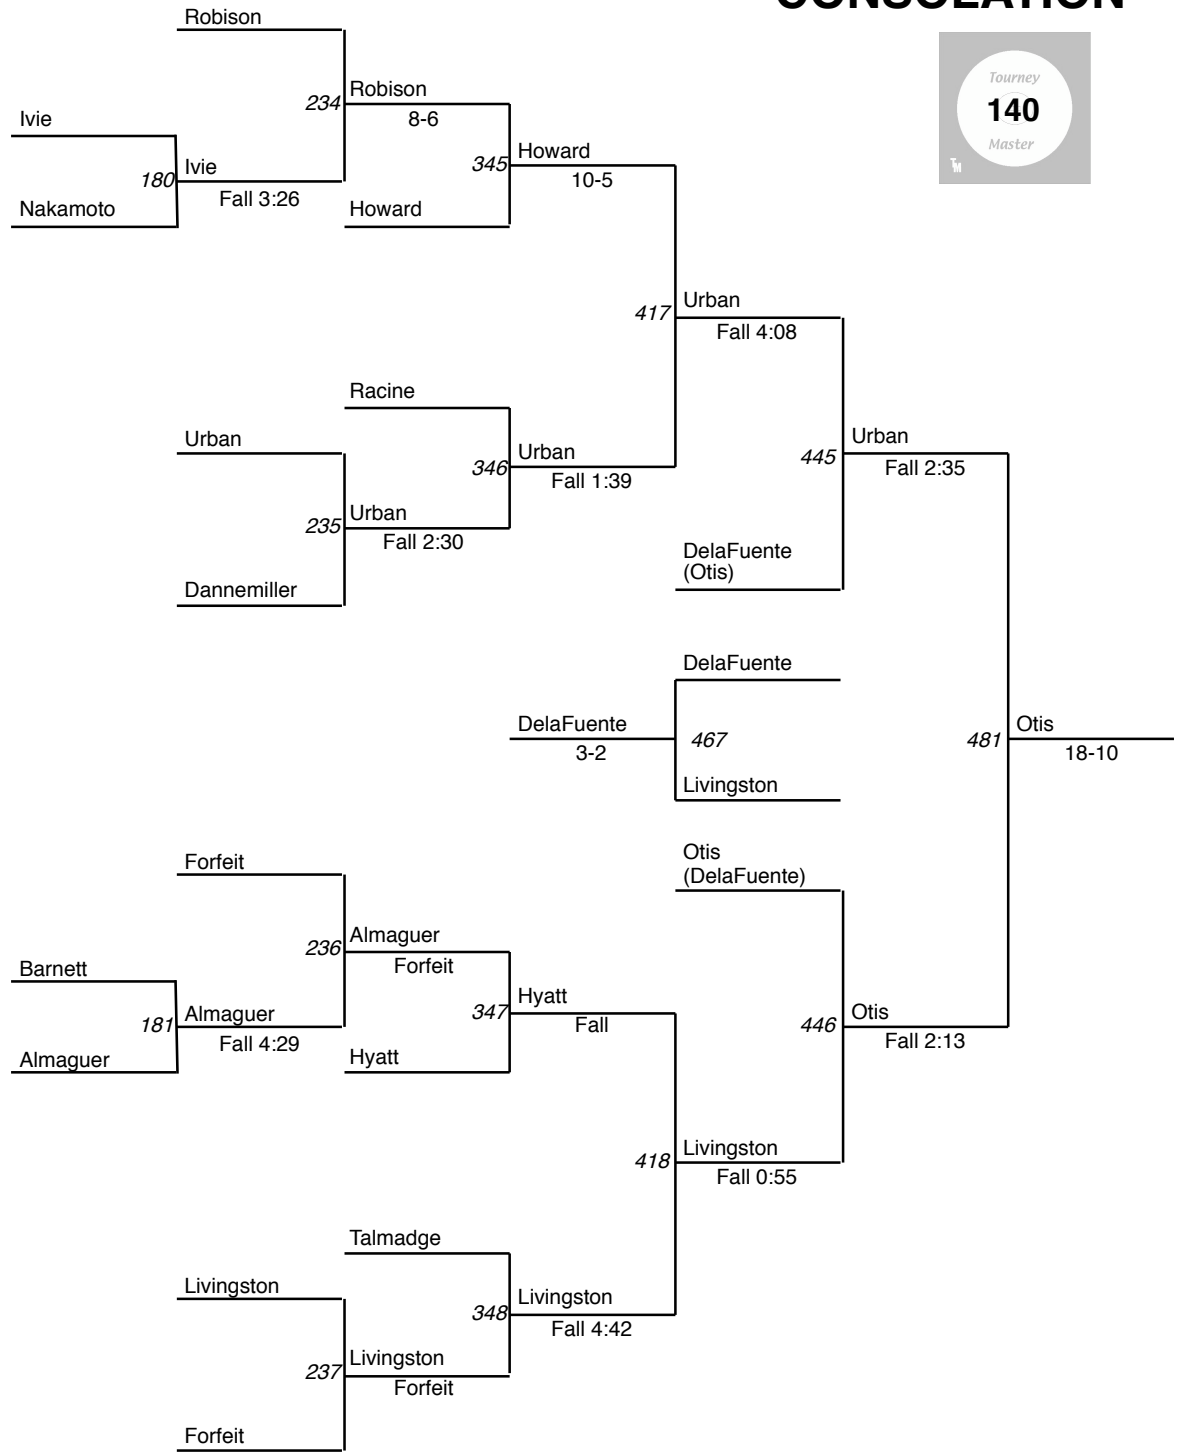 CONSOLATION
Robison
Tourney
140
Master
TM
234
Robison
8-6
Ivie
180
Ivie
Fall 3:26
Nakamoto
345
Howard
10-5
Howard
417
Urban
Fall 4:08
Racine
Urban
346
Urban
Fall 1:39
445
Urban
Fall 2:35
235
Urban
Fall 2:30
DelaFuente
(Otis)
Dannemiller
DelaFuente
DelaFuente
3-2
467
481
Otis
18-10
Livingston
Otis
(DelaFuente)
Forfeit
236
Almaguer
Forfeit
Barnett
181
Almaguer
Fall 4:29
Almaguer
347
Hyatt
Fall
Hyatt
446
Otis
Fall 2:13
418
Livingston
Fall 0:55
Talmadge
Livingston
348
Livingston
Fall 4:42
237
Livingston
Forfeit
Forfeit